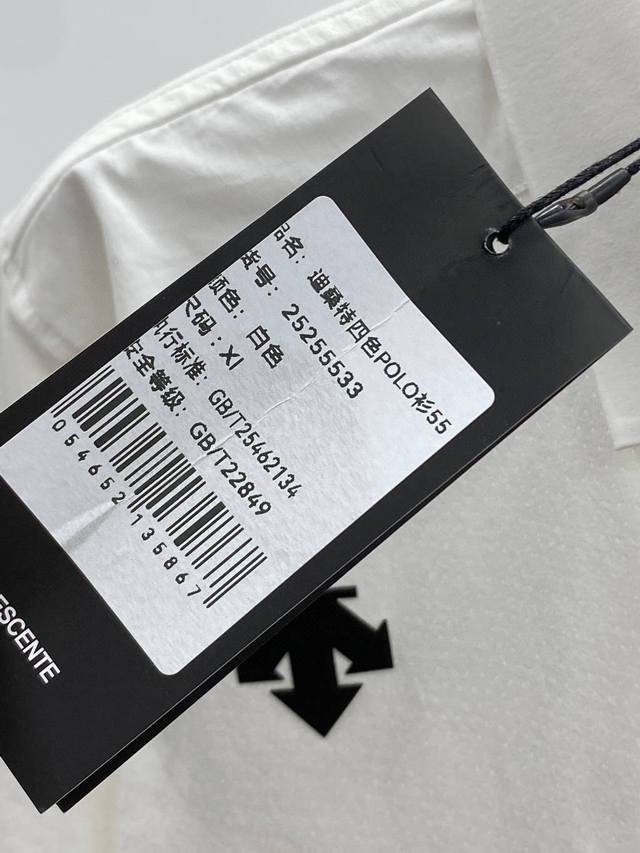 品名: 迪桑特四色POLO衫55
货号: 25255533
颜色: 白色
尺码: Xl
执行标准: GB/T25462134
安全等级: GB/T22849
054652135867
ESCENTE